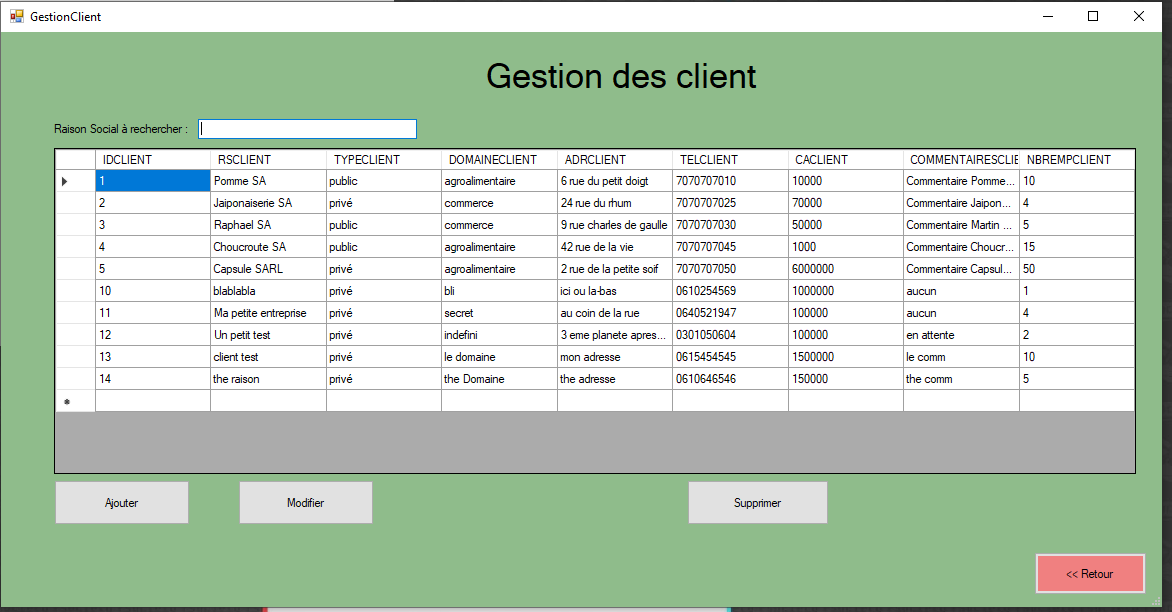 GestionClient
Gestion des client
Raison Social à rechercher :
IDCLIENT RSCLIENT TYPECLIENT DOMAINECLIENT ADRCLIENT TELCLIENT CACLIENT COMMENTAIRESCLIE NBREMPCLIENT
1 Pomme SA public agroalimentaire 6 rue du petit doigt 7070707010 10000 Commentaire Pomme... 10
2 Jaiponaiserie SA privé commerce 24 rue du rhum 7070707025 70000 Commentaire Jaipon... 4
3 Raphael SA public commerce 9 rue charles de gaulle 7070707030 50000 Commentaire Martin ... 5
4 Choucroute SA public agroalimentaire 42 rue de la vie 7070707045 1000 Commentaire Choucr... 15
5 Capsule SARL privé agroalimentaire 2 rue de la petite soif 7070707050 6000000 Commentaire Capsul... 50
10 blablabla privé bli ici ou la-bas 0610254569 1000000 aucun 1
11 Ma petite entreprise privé secret au coin de la rue 0640521947 100000 aucun 4
12 Un petit test privé indefini 3 eme planete apres... 0301050604 100000 en attente 2
13 client test privé le domaine mon adresse 0615454545 1500000 le comm 10
14 the raison privé the Domaine the adresse 0610646546 150000 the comm 5
Ajouter Modifier Supprimer
<< Retour